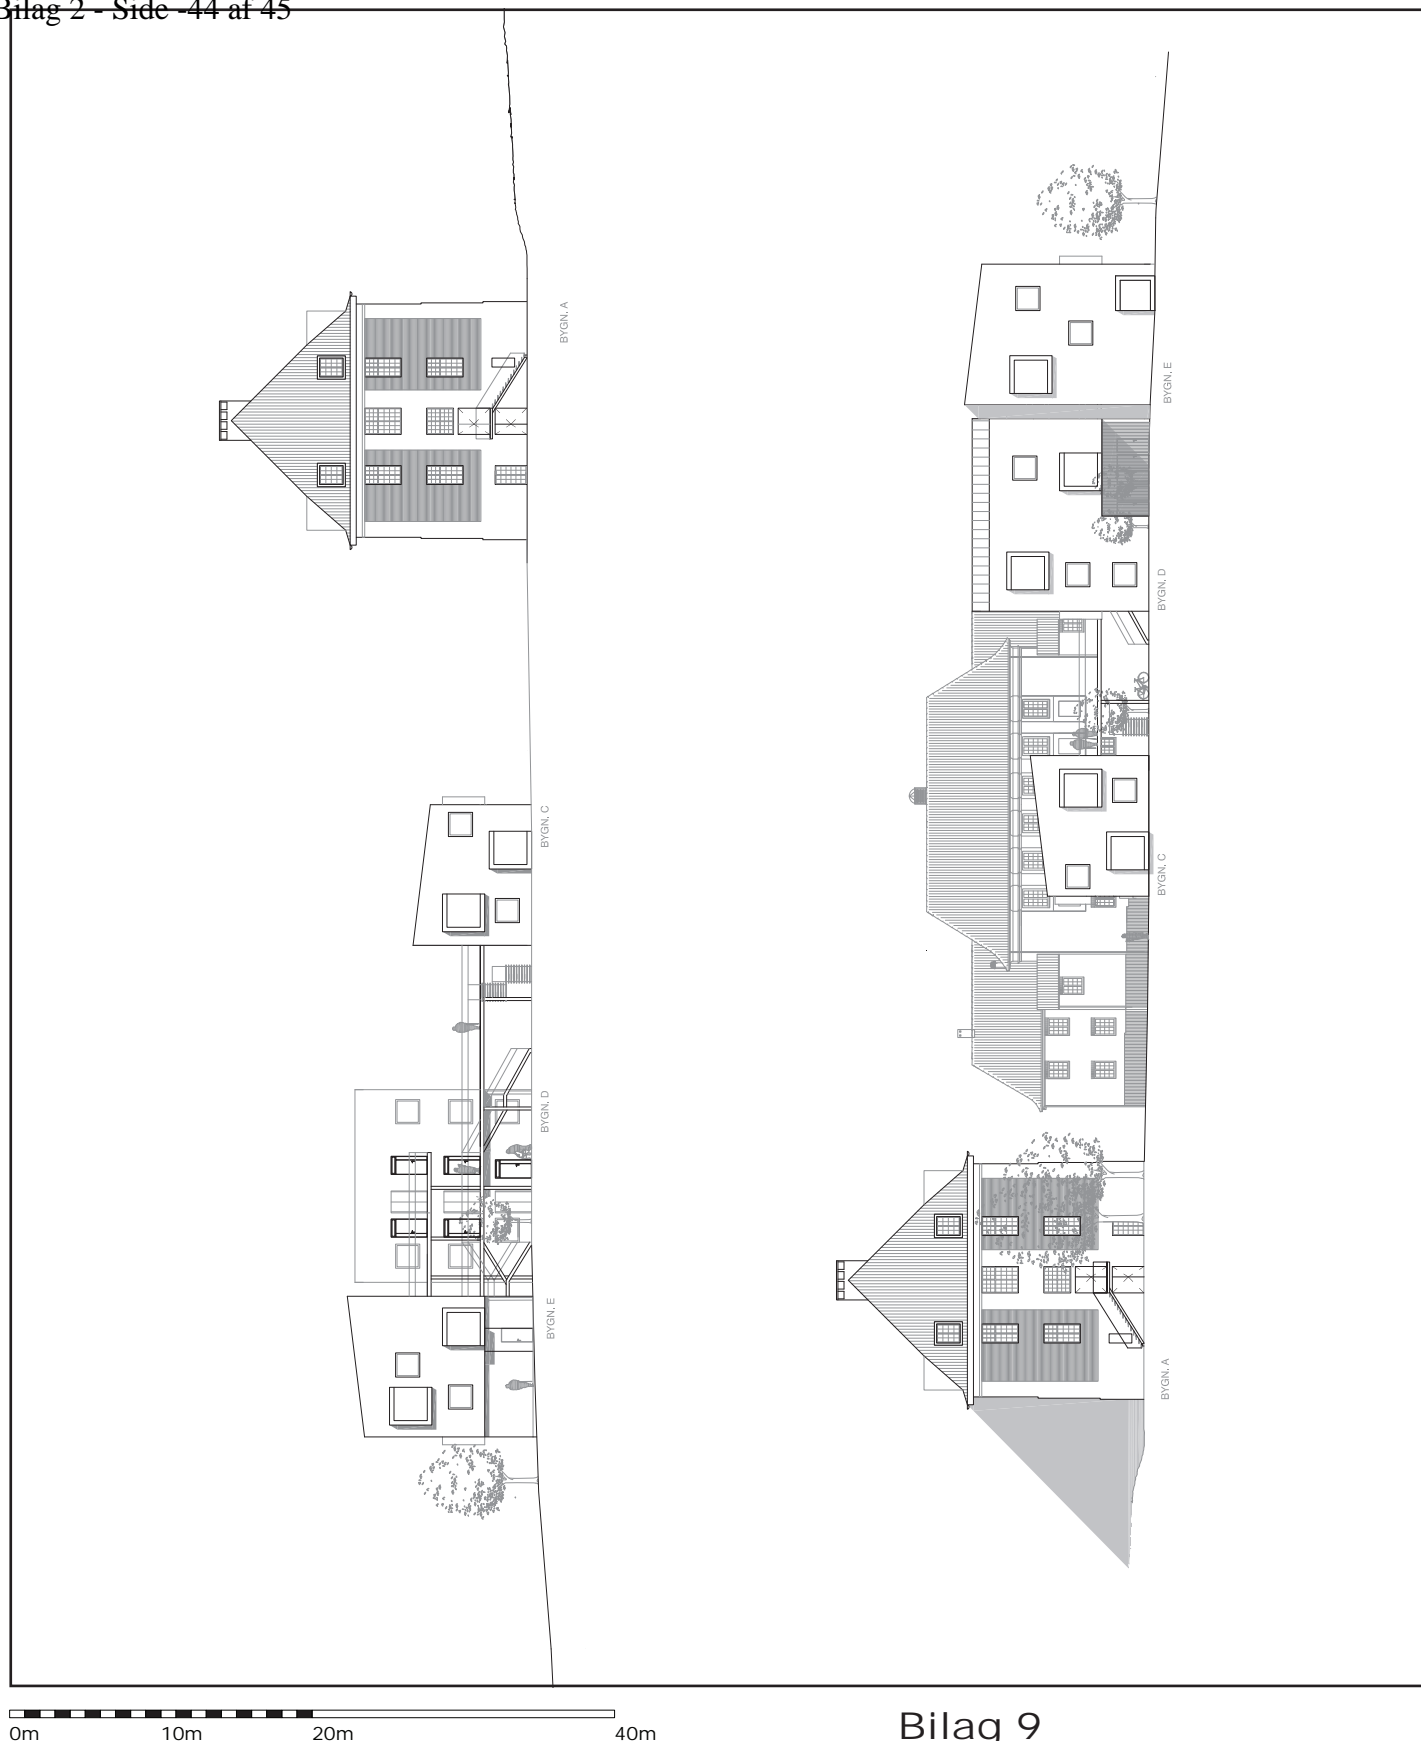 Bilag 2 - Side -44 af 45
BYGN. A
BYGN. C
BYGN. D
BYGN. E
BYGN. E
BYGN. D
BYGN. C
BYGN. A
0m 10m 20m 40m
Bilag 9